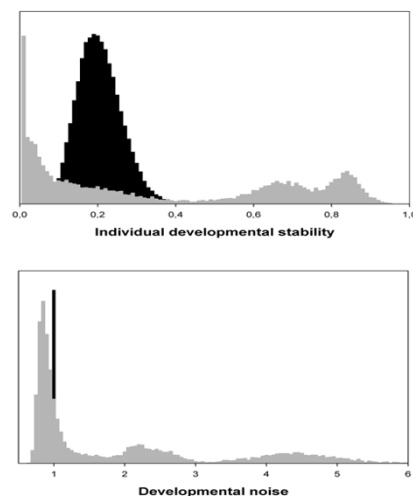 0,0 0,2 0,4 0,6 0,8 1,0
Individual developmental stability
1 2 3 4 5 6
Developmental noise